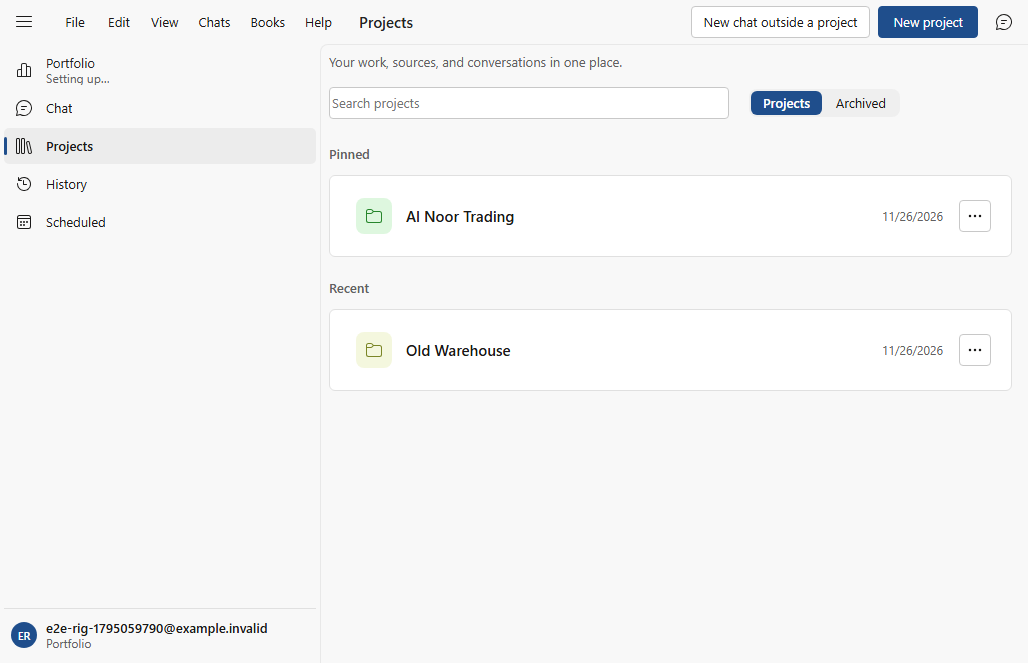 File Edit View Chats Books Help Projects New chat outside a project New project
Portfolio
Setting up...
Chat
Projects
History
Scheduled
Your work, sources, and conversations in one place.
Search projects Projects Archived
Pinned
Al Noor Trading 11/26/2026
Recent
Old Warehouse 11/26/2026
ER e2e-rig-1795059790@example.invalid
Portfolio